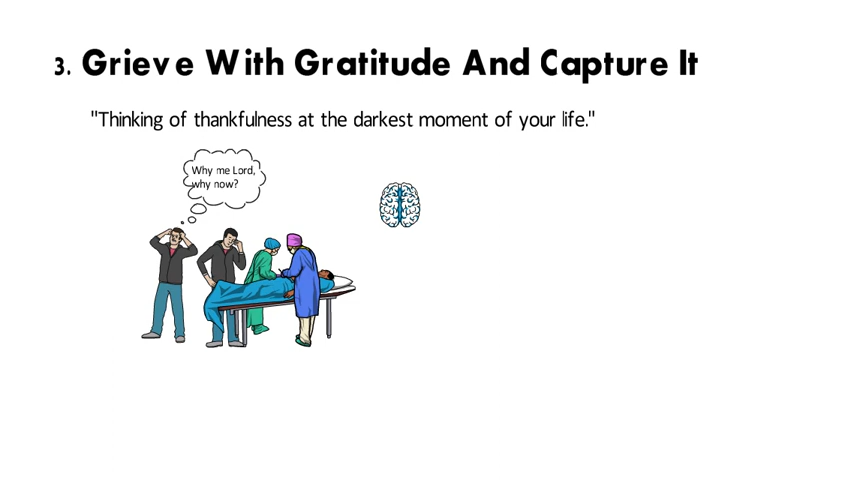 3. Grieve With Gratitude And Capture It
"Thinking of thankfulness at the darkest moment of your life."
Why me Lord,
why now?